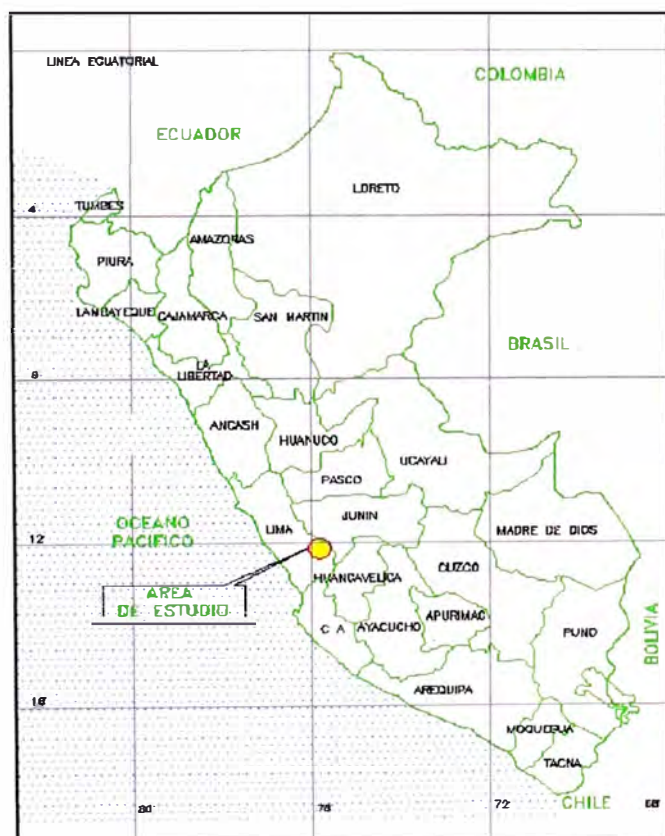 LINEA ECUATORIAL
COLOMBIA
ECUADOR
LORETO
TUMBES
4
AMAZONAS
PIURA
LAMBAYEQUE
CAJAMARCA
SAN MARTIN
BRASIL
LA
LIBERTAD
8
ANCASH
HUANUCO
UCAYALI
PASCO
OCEANO
PACIFICO
LIMA
JUNIN
MADRE DE DIOS
12
HUANCAVELICA
CUZCO
AREA
DE ESTUDIO
APURIMAC
I C A
AYACUCHO
PUNO
BOLIVIA
AREQUIPA
16
MOQUEGUA
TACNA
80
76
72
68
CHILE